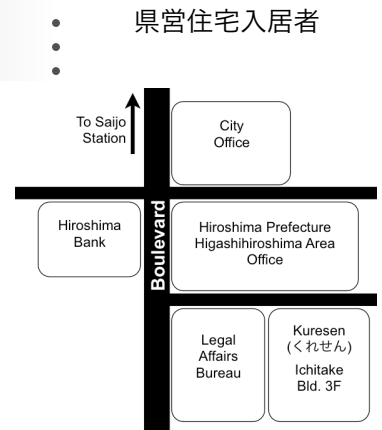 県営住宅入居者
To Saijo
Station
City
Office
Boulevard
Hiroshima
Bank
Hiroshima Prefecture
Higashihiroshima Area
Office
Legal
Affairs
Bureau
Kuresen
(くれせん)
Ichitake
Bld. 3F